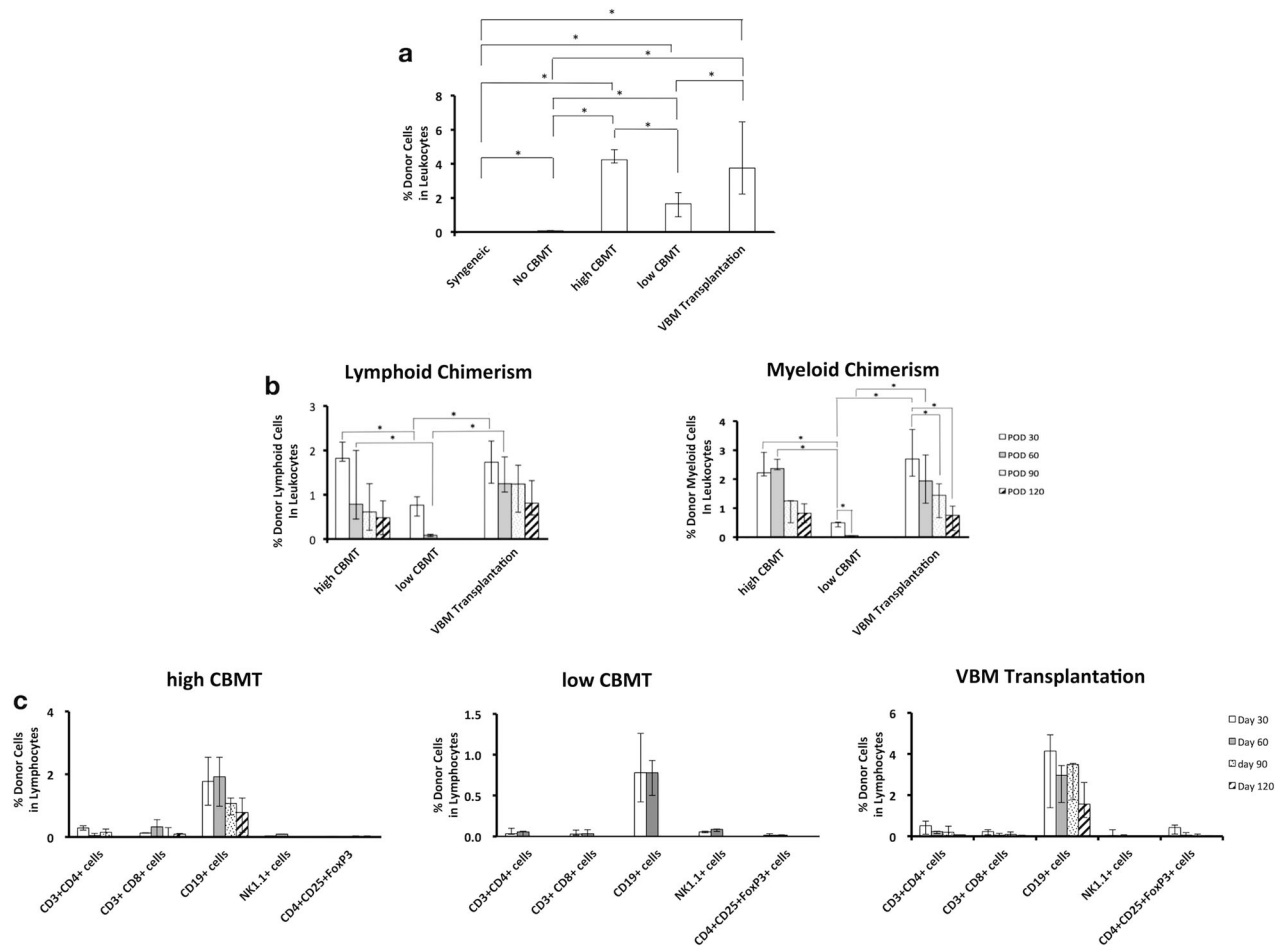 a
*
*
*
*
*
*
*
*
*
% Donor Cells
in Leukocytes
8
6
4
2
0
Syngeneic
No CBMT
high CBMT
low CBMT
VBM Transplantation
b
Lymphoid Chimerism
% Donor Lymphoid Cells
In Leukocytes
3
2
1
0
*
*
*
*
high CBMT
low CBMT
VBM Transplantation
Myeloid Chimerism
% Donor Myeloid Cells
In Leukocytes
4
3
2
1
0
*
*
*
*
*
*
*
high CBMT
low CBMT
VBM Transplantation
POD 30
POD 60
POD 90
POD 120
c
high CBMT
% Donor Cells
in Lymphocytes
4
2
0
CD3+CD4+ cells
CD3+ CD8+ cells
CD19+ cells
NK1.1+ cells
CD4+CD25+FoxP3
low CBMT
% Donor Cells
in Lymphocytes
1.5
1.0
0.5
0.0
CD3+CD4+ cells
CD3+ CD8+ cells
CD19+ cells
NK1.1+ cells
CD4+CD25+FoxP3+ cells
VBM Transplantation
% Donor Cells
in Lymphocytes
6
4
2
0
CD3+CD4+ cells
CD3+CD8+ cells
CD19+ cells
NK1.1+ cells
CD4+CD25+FoxP3+ cells
Day 30
Day 60
day 90
Day 120